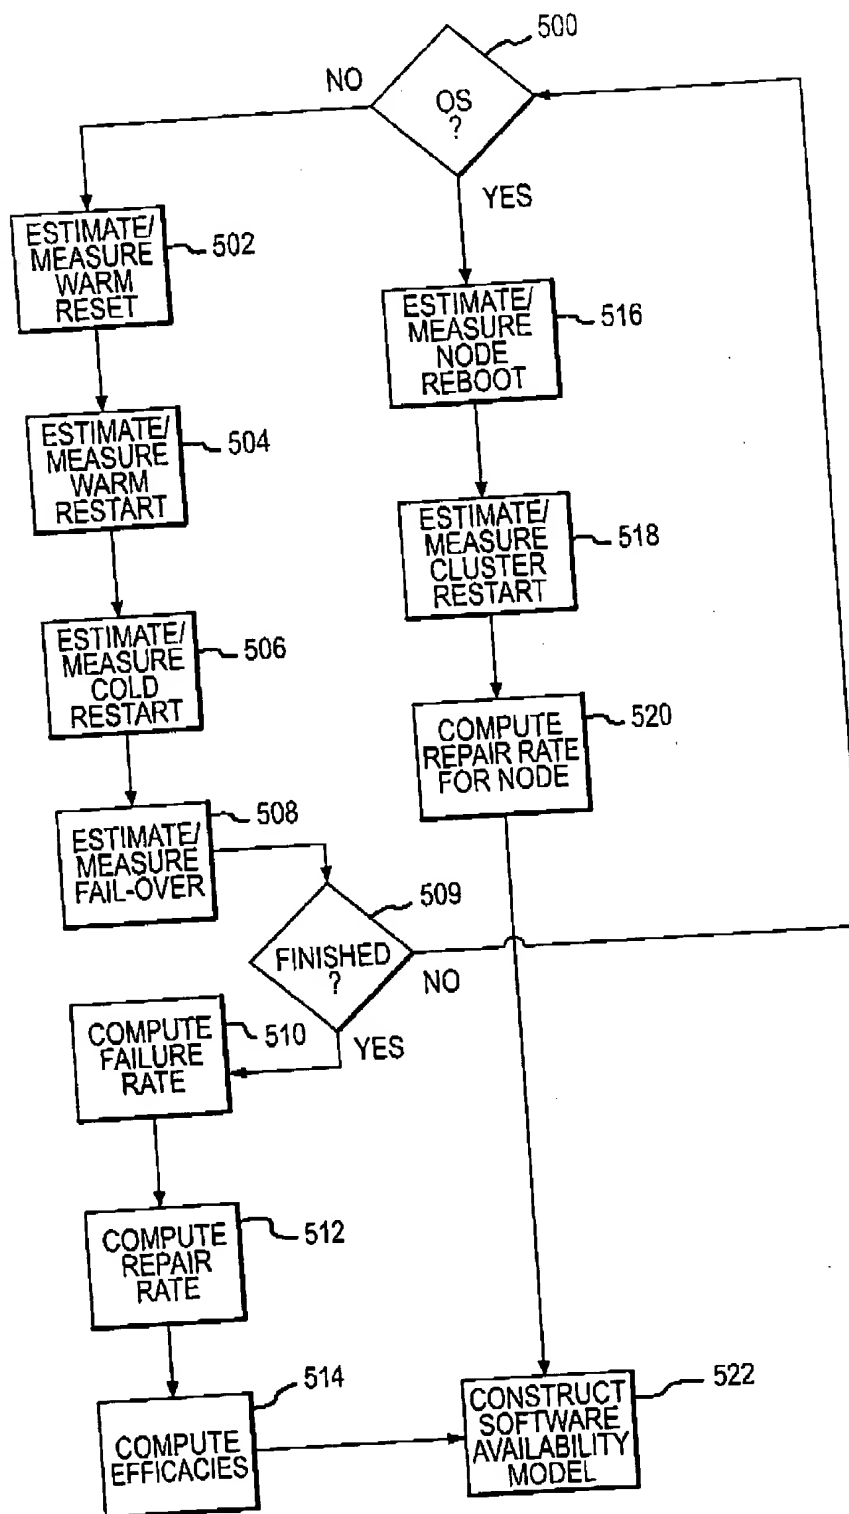 500
NO
OS
?
YES
ESTIMATE/
MEASURE
WARM
RESET
502
ESTIMATE/
MEASURE
NODE
REBOOT
516
ESTIMATE/
MEASURE
WARM
RESTART
504
ESTIMATE/
MEASURE
CLUSTER
RESTART
518
ESTIMATE/
MEASURE
COLD
RESTART
506
COMPUTE
REPAIR RATE
FOR NODE
520
ESTIMATE/
MEASURE
FAIL-OVER
508
509
FINISHED
?
NO
YES
COMPUTE
FAILURE
RATE
510
COMPUTE
REPAIR
RATE
512
COMPUTE
EFFICACIES
514
CONSTRUCT
SOFTWARE
AVAILABILITY
MODEL
522